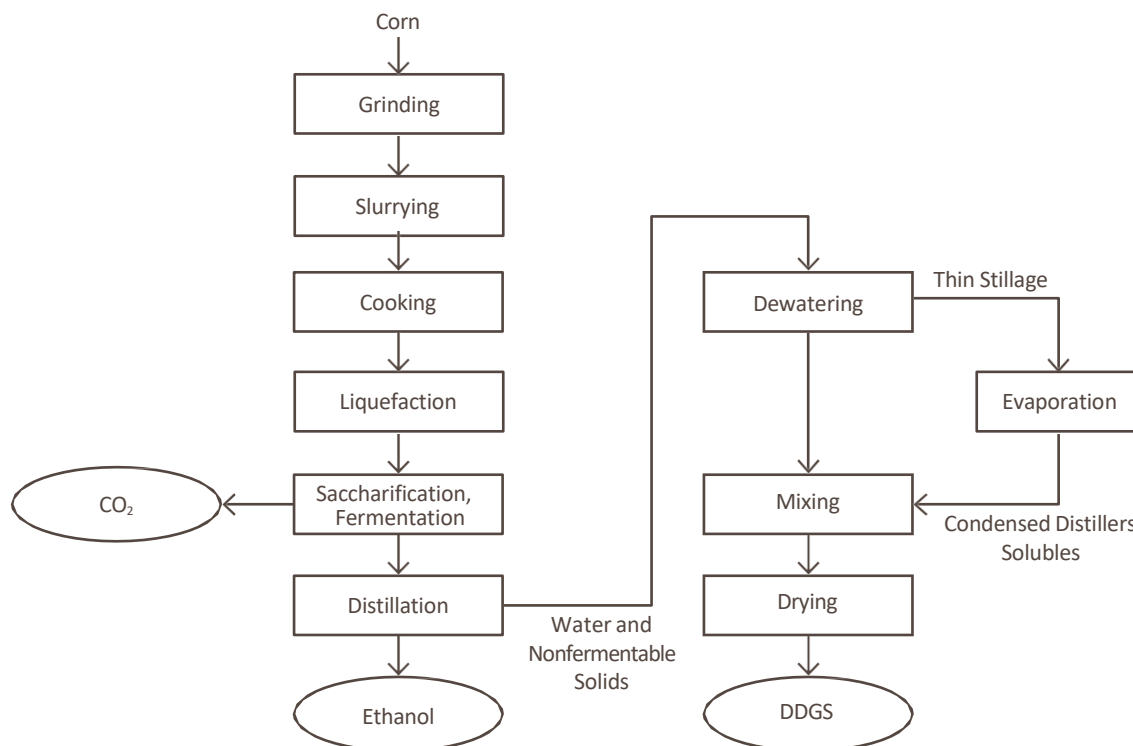 Corn
Grinding
Slurrying
Cooking
Liquefaction
CO₂
Saccharification,
Fermentation
Distillation
Ethanol
Water and
Nonfermentable
Solids
Dewatering
Thin Stillage
Evaporation
Mixing
Condensed Distillers
Solubles
Drying
DDGS